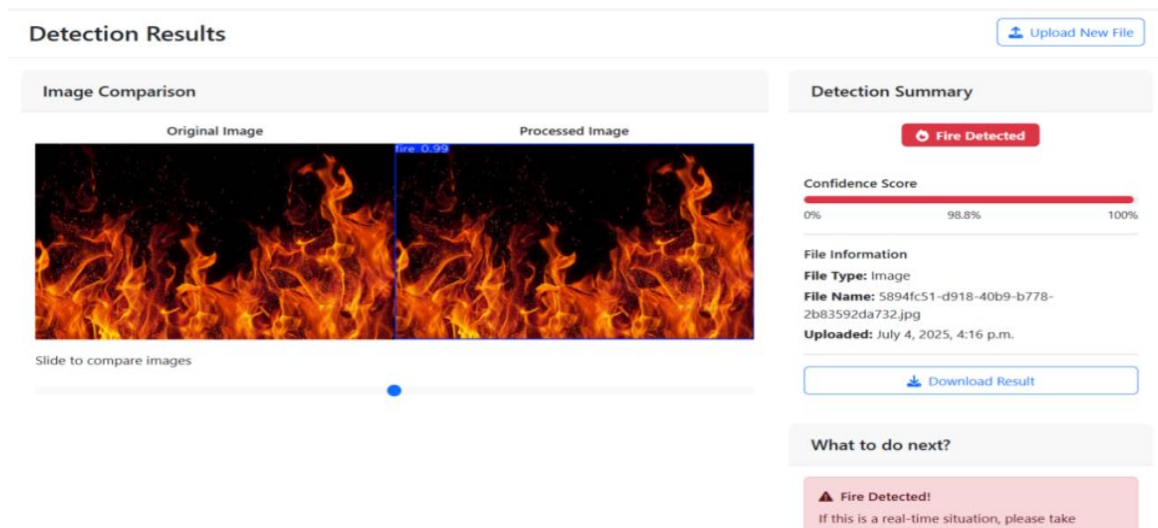 Detection Results
Upload New File
Image Comparison
Original Image
Processed Image
fire 0.99
Slide to compare images
Detection Summary
Fire Detected
Confidence Score
0%
98.8%
100%
File Information
File Type: Image
File Name: 5894fc51-d918-40b9-b778-
2b83592da732.jpg
Uploaded: July 4, 2025, 4:16 p.m.
Download Result
What to do next?
Fire Detected!
If this is a real-time situation, please take